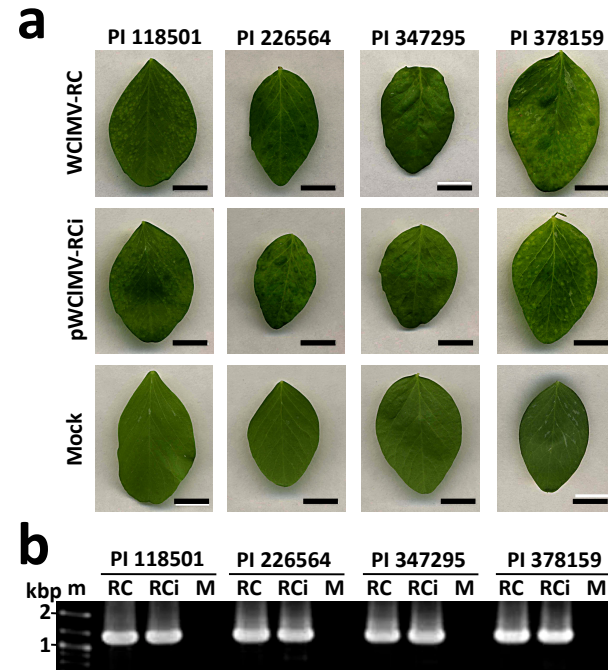 a
PI 118501 PI 226564 PI 347295 PI 378159
WClMV-RC
pWClMV-RCi
Mock
b
PI 118501 PI 226564 PI 347295 PI 378159
kbp m RC RCi M RC RCi M RC RCi M RC RCi M
2
1